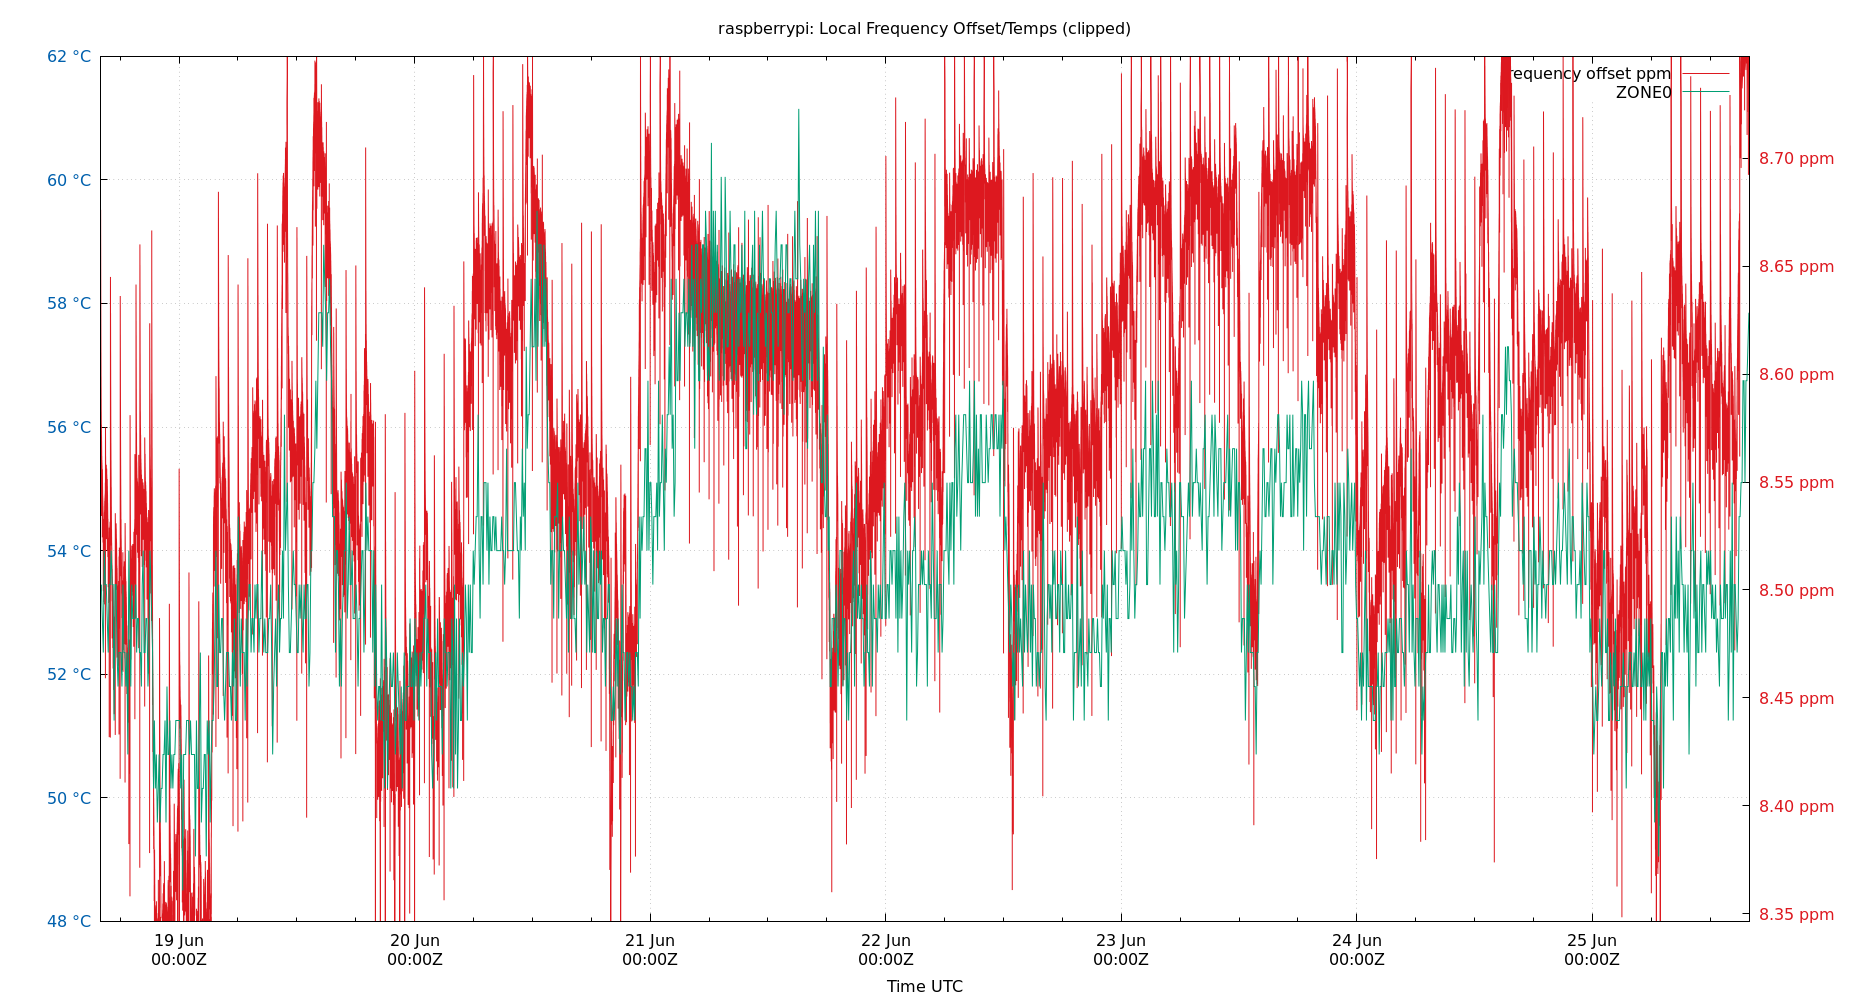 raspberrypi: Local Frequency Offset/Temps (clipped)
62 °C
60 °C
58 °C
56 °C
54 °C
52 °C
50 °C
48 °C
requency offset ppm
ZONE0
8.70 ppm
8.65 ppm
8.60 ppm
8.55 ppm
8.50 ppm
8.45 ppm
8.40 ppm
8.35 ppm
19 Jun
00:00Z
20 Jun
00:00Z
21 Jun
00:00Z
22 Jun
00:00Z
23 Jun
00:00Z
24 Jun
00:00Z
25 Jun
00:00Z
Time UTC